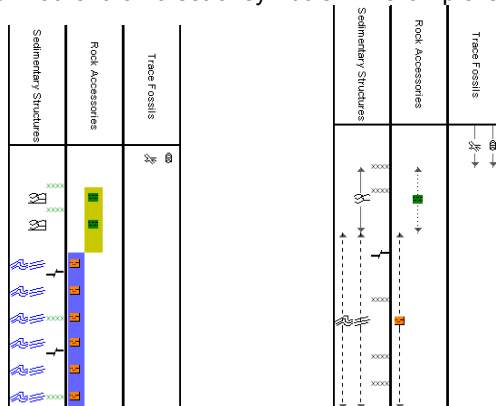 Sedimentary Structures
Rock Accessories
Trace Fossils
Sedimentary Structures
Rock Accessories
Trace Fossils